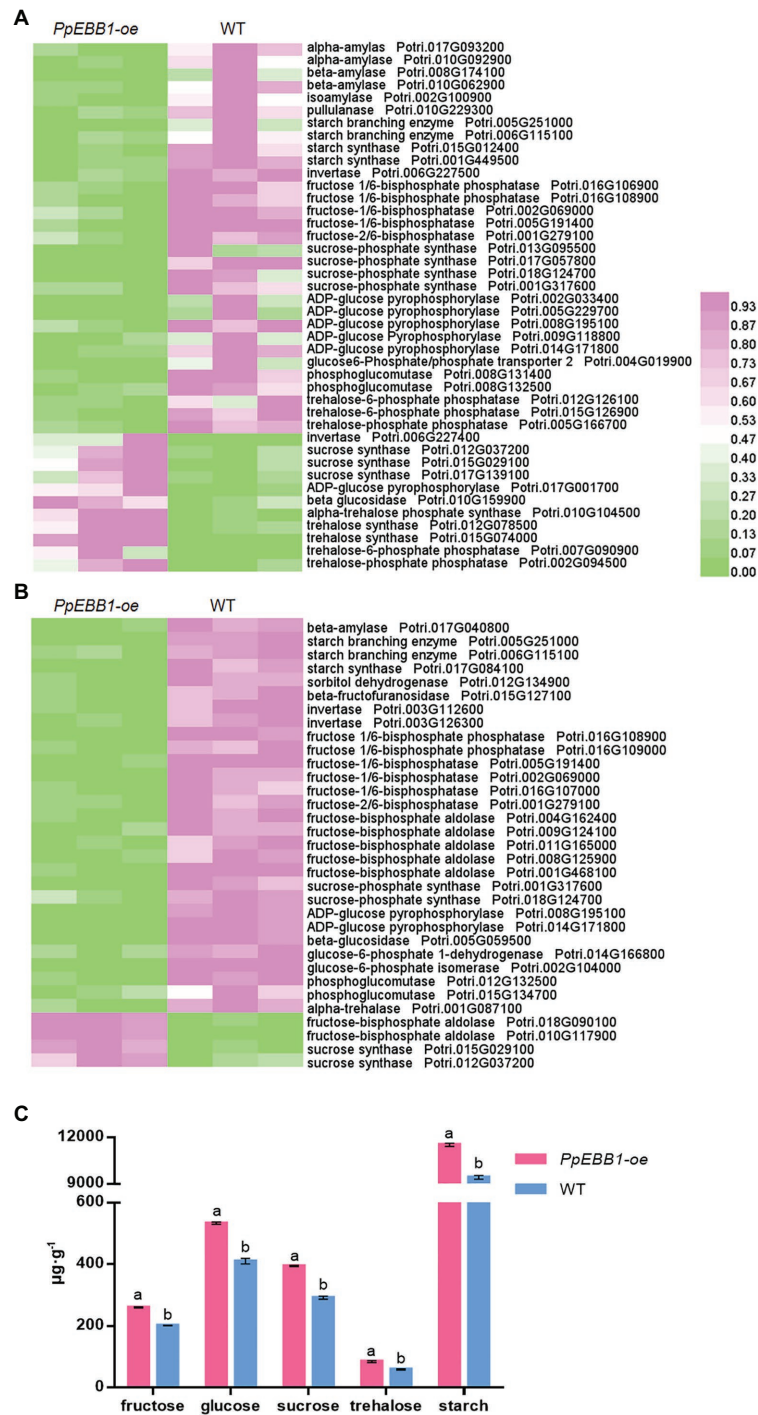 A
PpEBB1-oe WT
alpha-amylas Potri.017G093200
alpha-amylase Potri.010G092900
beta-amylase Potri.008G174100
beta-amylase Potri.010G062900
isoamylase Potri.002G100900
pullulanase Potri.010G229300
starch branching enzyme Potri.005G251000
starch branching enzyme Potri.006G115100
starch synthase Potri.015G012400
starch synthase Potri.001G449500
invertase Potri.006G227500
fructose 1/6-bisphosphate phosphatase Potri.016G106900
fructose 1/6-bisphosphate phosphatase Potri.016G108900
fructose-1/6-bisphosphatase Potri.002G069000
fructose-1/6-bisphosphatase Potri.005G191400
fructose-2/6-bisphosphatase Potri.001G279100
sucrose-phosphate synthase Potri.013G095500
sucrose-phosphate synthase Potri.017G057800
sucrose-phosphate synthase Potri.018G124700
sucrose-phosphate synthase Potri.001G317600
ADP-glucose pyrophosphorylase Potri.002G033400
ADP-glucose pyrophosphorylase Potri.005G229700
ADP-glucose pyrophosphorylase Potri.008G195100
ADP-glucose Pyrophosphorylase Potri.009G118800
ADP-glucose pyrophosphorylase Potri.014G171800
glucose6-Phosphate/phosphate transporter 2 Potri.004G019900
phosphoglucomutase Potri.008G131400
phosphoglucomutase Potri.008G132500
trehalose-6-phosphate phosphatase Potri.012G126100
trehalose-6-phosphate phosphatase Potri.015G126900
trehalose-phosphate phosphatase Potri.005G166700
invertase Potri.006G227400
sucrose synthase Potri.012G037200
sucrose synthase Potri.015G029100
sucrose synthase Potri.017G139100
ADP-glucose pyrophosphorylase Potri.017G001700
beta glucosidase Potri.010G159900
alpha-trehalose phosphate synthase Potri.010G104500
trehalose synthase Potri.012G078500
trehalose synthase Potri.015G074000
trehalose-6-phosphate phosphatase Potri.007G090900
trehalose-phosphate phosphatase Potri.002G094500
0.93
0.87
0.80
0.73
0.67
0.60
0.53
0.47
0.40
0.33
0.27
0.20
0.13
0.07
0.00
B
PpEBB1-oe WT
beta-amylase Potri.017G040800
starch branching enzyme Potri.005G251000
starch branching enzyme Potri.006G115100
starch synthase Potri.017G084100
sorbitol dehydrogenase Potri.012G134900
beta-fructofuranosidase Potri.015G127100
invertase Potri.003G112600
invertase Potri.003G126300
fructose 1/6-bisphosphate phosphatase Potri.016G108900
fructose 1/6-bisphosphate phosphatase Potri.016G109000
fructose-1/6-bisphosphatase Potri.005G191400
fructose-1/6-bisphosphatase Potri.002G069000
fructose-1/6-bisphosphatase Potri.016G107000
fructose-2/6-bisphosphatase Potri.001G279100
fructose-bisphosphate aldolase Potri.004G162400
fructose-bisphosphate aldolase Potri.009G124100
fructose-bisphosphate aldolase Potri.011G165000
fructose-bisphosphate aldolase Potri.008G125900
fructose-bisphosphate aldolase Potri.001G468100
sucrose-phosphate synthase Potri.001G317600
sucrose-phosphate synthase Potri.018G124700
ADP-glucose pyrophosphorylase Potri.008G195100
ADP-glucose pyrophosphorylase Potri.014G171800
beta-glucosidase Potri.005G059500
glucose-6-phosphate 1-dehydrogenase Potri.014G166800
glucose-6-phosphate isomerase Potri.002G104000
phosphoglucomutase Potri.012G132500
phosphoglucomutase Potri.015G134700
alpha-trehalase Potri.001G087100
fructose-bisphosphate aldolase Potri.018G090100
fructose-bisphosphate aldolase Potri.010G117900
sucrose synthase Potri.015G029100
sucrose synthase Potri.012G037200
C
12000
9000
600
400
200
0
µg·g-1
a b
a b
a b
a b
a b
fructose glucose sucrose trehalose starch
PpEBB1-oe
WT